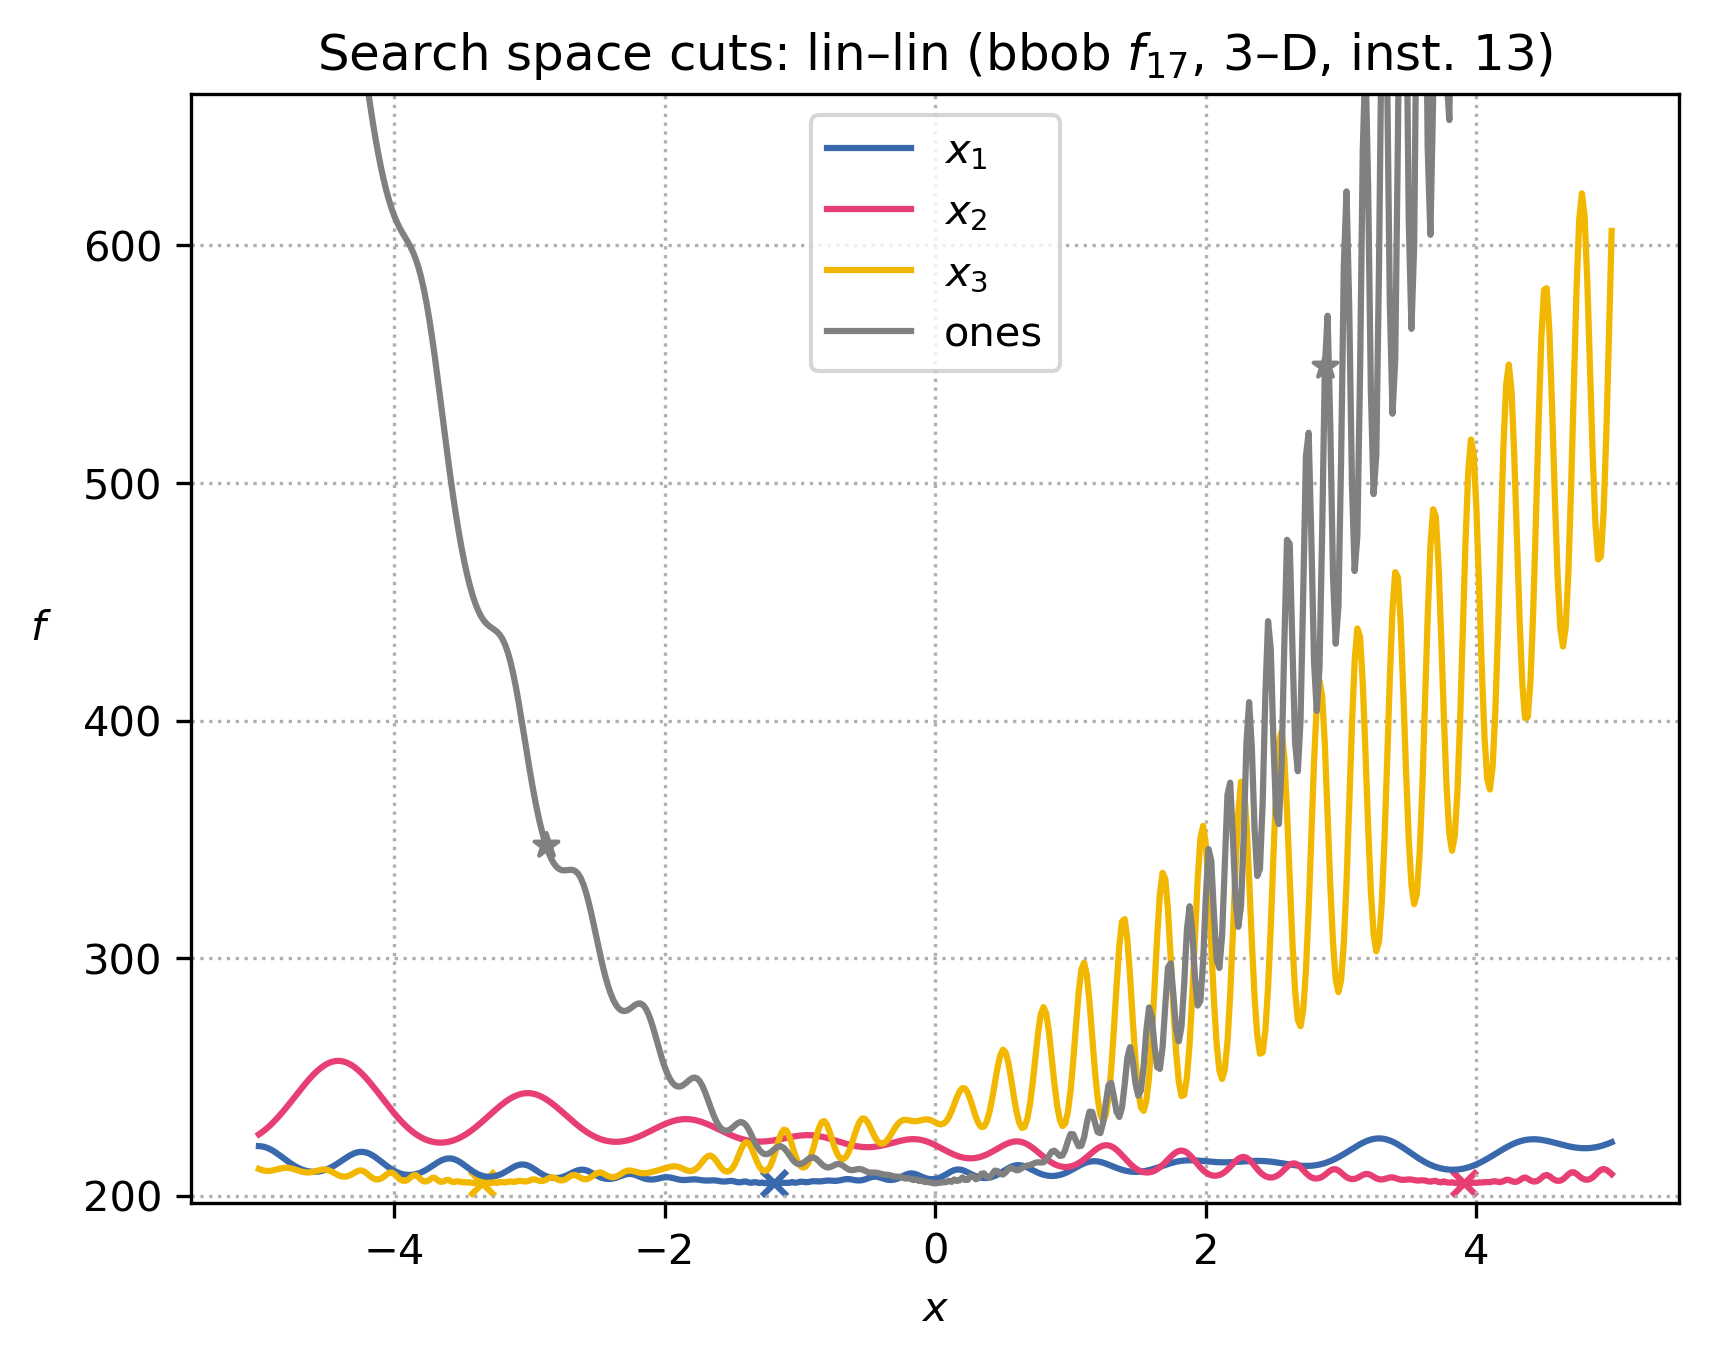 Search space cuts: lin–lin (bbob f₁₇, 3–D, inst. 13)
x₁
x₂
x₃
ones
600
500
400
300
200
f
−4
−2
0
2
4
x